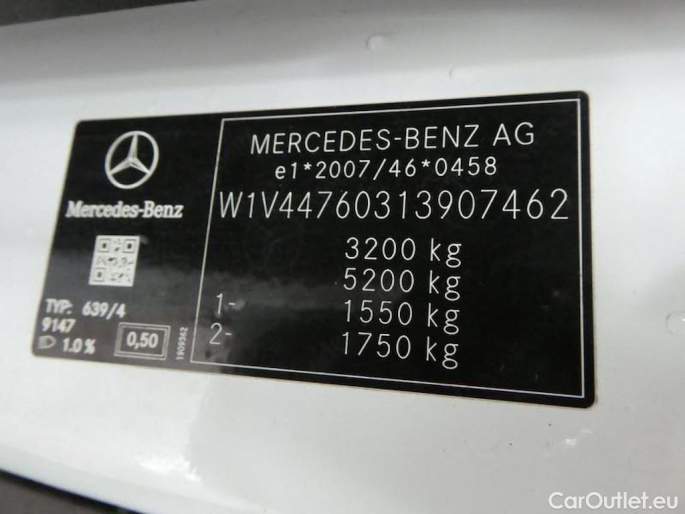 Mercedes-Benz
TYP: 639/4
9147
1.0 %
0,50
1909362
MERCEDES-BENZ AG
e1*2007/46*0458
W1V44760313907462
3200 kg
5200 kg
1- 1550 kg
2- 1750 kg
CarOutlet.eu